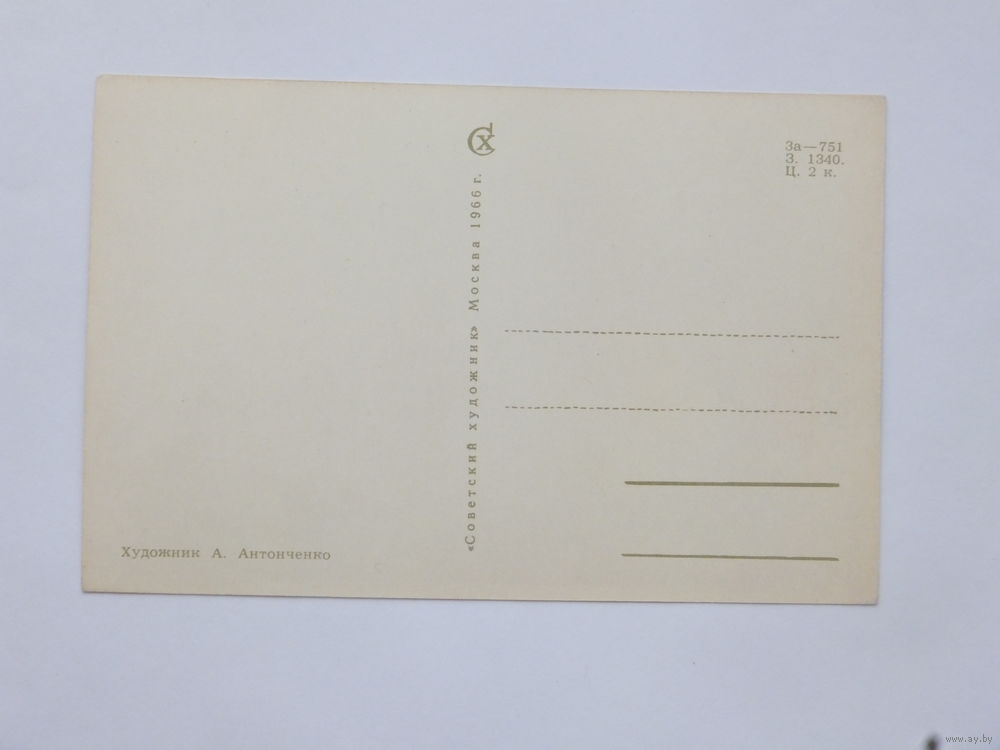 СХ
За—751
З. 1340.
Ц. 2 к.
«Советский художник» Москва 1966 г.
Художник А. Антонченко
www.ay.by